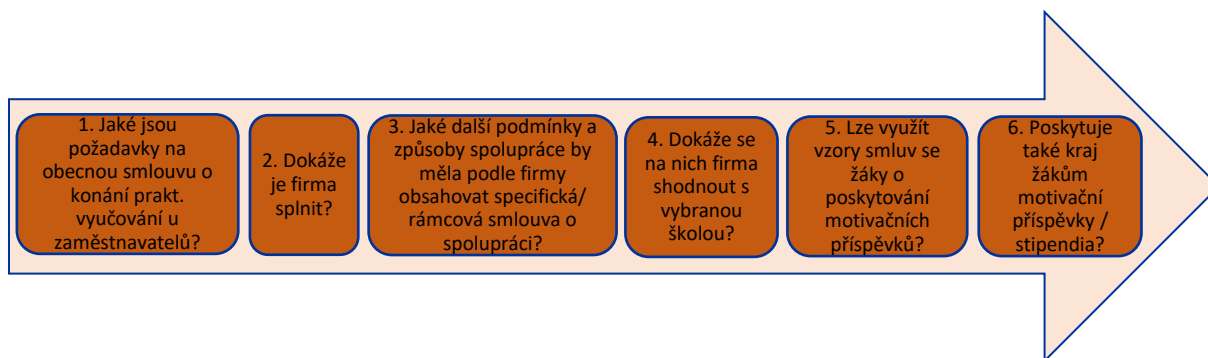 1. Jaké jsou
požadavky na
obecnou smlouvu o
konání prakt.
vyučování u
zaměstnavatelů?
2. Dokáže
je firma
splnit?
3. Jaké další podmínky a
způsoby spolupráce by
měla podle firmy
obsahovat specifická/
rámcová smlouva o
spolupráci?
4. Dokáže se
na nich firma
shodnout s
vybranou
školou?
5. Lze využít
vzory smluv se
žáky o
poskytování
motivačních
příspěvků?
6. Poskytuje
také kraj
žákům
motivační
příspěvky /
stipendia?